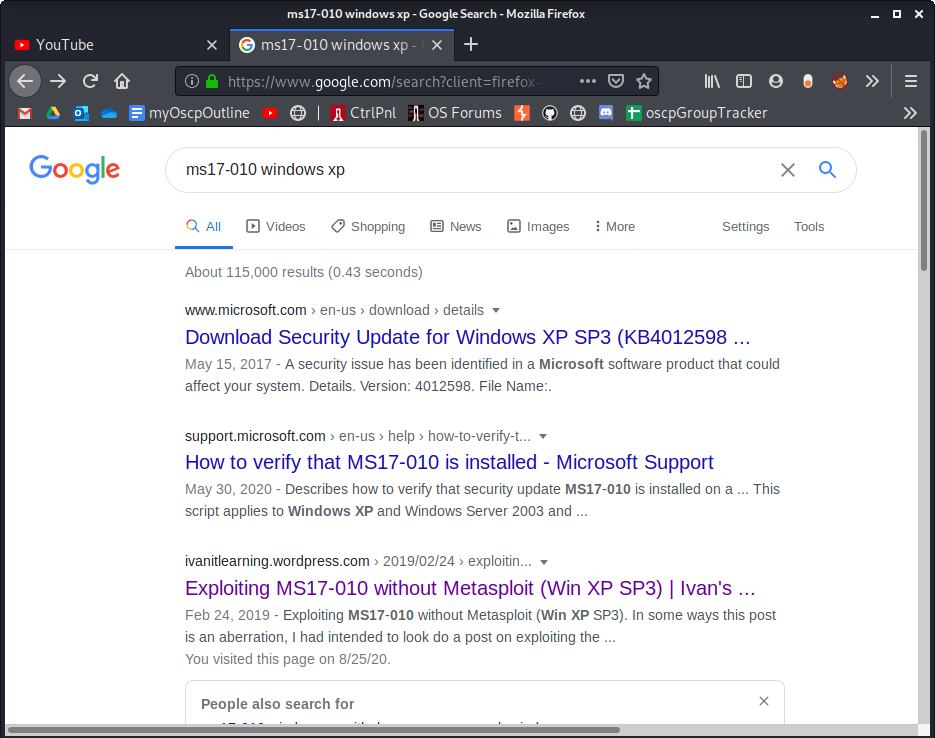 ms17-010 windows xp - Google Search - Mozilla Firefox
YouTube
ms17-010 windows xp -
https://www.google.com/search?client=firefox-
myOscpOutline
CtrlPnl
OS Forums
oscpGroupTracker
Google
ms17-010 windows xp
All Videos Shopping News Images More Settings Tools
About 115,000 results (0.43 seconds)
www.microsoft.com › en-us › download › details
Download Security Update for Windows XP SP3 (KB4012598 ...
May 15, 2017 - A security issue has been identified in a Microsoft software product that could
affect your system. Details. Version: 4012598. File Name:.
support.microsoft.com › en-us › help › how-to-verify-t...
How to verify that MS17-010 is installed - Microsoft Support
May 30, 2020 - Describes how to verify that security update MS17-010 is installed on a ... This
script applies to Windows XP and Windows Server 2003 and ...
ivanitlearning.wordpress.com › 2019/02/24 › exploitin...
Exploiting MS17-010 without Metasploit (Win XP SP3) | Ivan's ...
Feb 24, 2019 - Exploiting MS17-010 without Metasploit (Win XP SP3). In some ways this post
is an aberration, I had intended to look do a post on exploiting the ...
You visited this page on 8/25/20.
People also search for